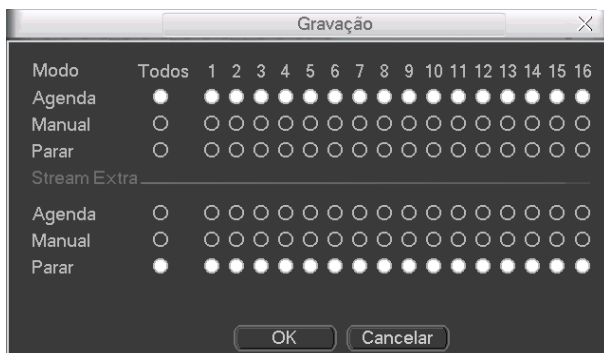 Gravação
Modo Todos 1 2 3 4 5 6 7 8 9 10 11 12 13 14 15 16
Agenda
Manual
Parar
Stream Extra
Agenda
Manual
Parar
OK Cancelar